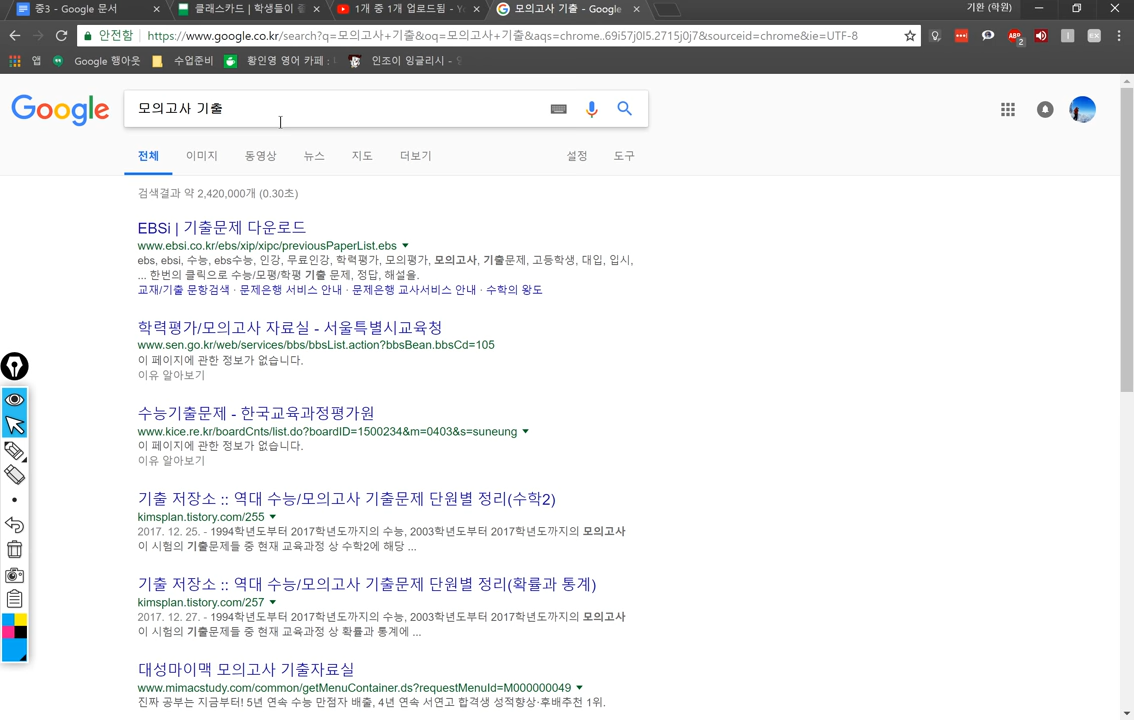 중3 - Google 문서
클래스카드 | 학생들이
1개 중 1개 업로드됨 -
모의고사 기출 - Google
기환 (학원)
안전함
https://www.google.co.kr/search?q=모의고사+기출&oq=모의고사+기출&aqs=chrome..69i57j0l5.2715j0j7&sourceid=chrome&ie=UTF-8
ABP
2
앱
Google 행아웃
수업준비
황인영 영어 카페 :
인조이 잉글리시 -
Google
모의고사 기출
전체 이미지 동영상 뉴스 지도 더보기 설정 도구
검색결과 약 2,420,000개 (0.30초)
EBSi | 기출문제 다운로드
www.ebsi.co.kr/ebs/xip/xipc/previousPaperList.ebs
ebs, ebsi, 수능, ebs수능, 인강, 무료인강, 학력평가, 모의평가, 모의고사, 기출문제, 고등학생, 대입, 입시,
... 한번의 클릭으로 수능/모평/학평 기출 문제, 정답, 해설을.
교재/기출 문항검색 · 문제은행 서비스 안내 · 문제은행 교사서비스 안내 · 수학의 왕도
학력평가/모의고사 자료실 - 서울특별시교육청
www.sen.go.kr/web/services/bbs/bbsList.action?bbsBean.bbsCd=105
이 페이지에 관한 정보가 없습니다.
이유 알아보기
수능기출문제 - 한국교육과정평가원
www.kice.re.kr/boardCnts/list.do?boardID=1500234&m=0403&s=suneung
이 페이지에 관한 정보가 없습니다.
이유 알아보기
기출 저장소 :: 역대 수능/모의고사 기출문제 단원별 정리(수학2)
kimsplan.tistory.com/255
2017. 12. 25. - 1994학년도부터 2017학년도까지의 수능, 2003학년도부터 2017학년도까지의 모의고사
이 시험의 기출문제들 중 현재 교육과정 상 수학2에 해당 ...
기출 저장소 :: 역대 수능/모의고사 기출문제 단원별 정리(확률과 통계)
kimsplan.tistory.com/257
2017. 12. 27. - 1994학년도부터 2017학년도까지의 수능, 2003학년도부터 2017학년도까지의 모의고사
이 시험의 기출문제들 중 현재 교육과정 상 확률과 통계에 ...
대성마이맥 모의고사 기출자료실
www.mimacstudy.com/common/getMenuContainer.ds?requestMenuId=M000000049
진짜 공부는 지금부터! 5년 연속 수능 만점자 배출, 4년 연속 서연고 합격생 성적향상·후배추천 1위.